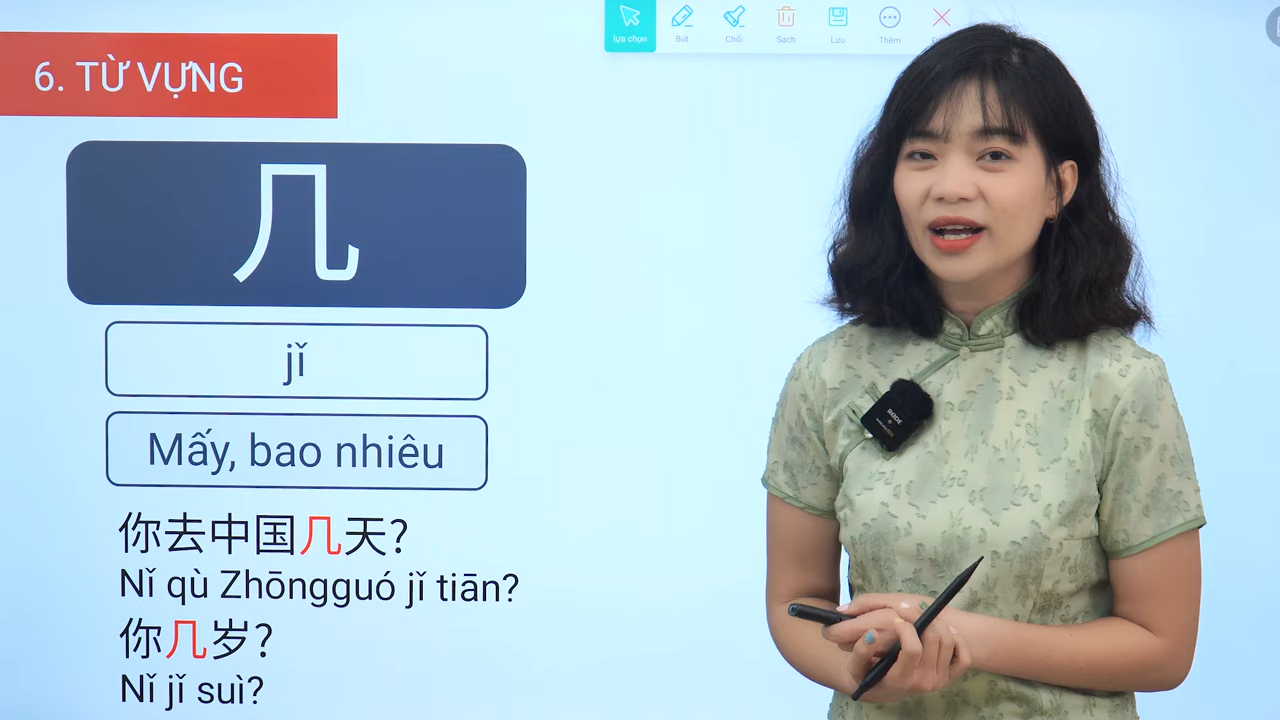 lựa chọn
Bút
Chổi
Sạch
Lưu
Thêm
6. TỪ VỰNG
几
jǐ
Mấy, bao nhiêu
你去中国几天?
Nǐ qù Zhōngguó jǐ tiān?
你几岁?
Nǐ jǐ suì?
RØDE